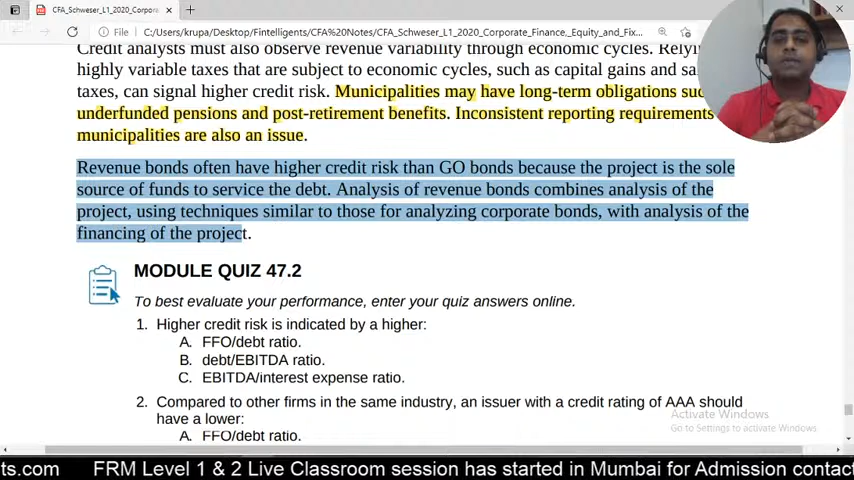 CFA_Schweser_L1_2020_Corpora
File
C:/Users/krupa/Desktop/Fintelligents/CFA%20Notes/CFA_Schweser_L1_2020_Corporate_Finance,_Equity_and_Fix...
Credit analysts must also observe revenue variability through economic cycles.
highly variable taxes that are subject to economic cycles, such as capital gains and
taxes, can signal higher credit risk. Municipalities may have long-term obligations
underfunded pensions and post-retirement benefits. Inconsistent reporting requirements
municipalities are also an issue.
Revenue bonds often have higher credit risk than GO bonds because the project is the sole
source of funds to service the debt. Analysis of revenue bonds combines analysis of the
project, using techniques similar to those for analyzing corporate bonds, with analysis of the
financing of the project.
MODULE QUIZ 47.2
To best evaluate your performance, enter your quiz answers online.
1. Higher credit risk is indicated by a higher:
A. FFO/debt ratio.
B. debt/EBITDA ratio.
C. EBITDA/interest expense ratio.
2. Compared to other firms in the same industry, an issuer with a credit rating of AAA should
have a lower:
A. FFO/debt ratio.
Activate Windows
Go to Settings to activate Windows.
ts.com FRM Level 1 & 2 Live Classroom session has started in Mumbai for Admission contact